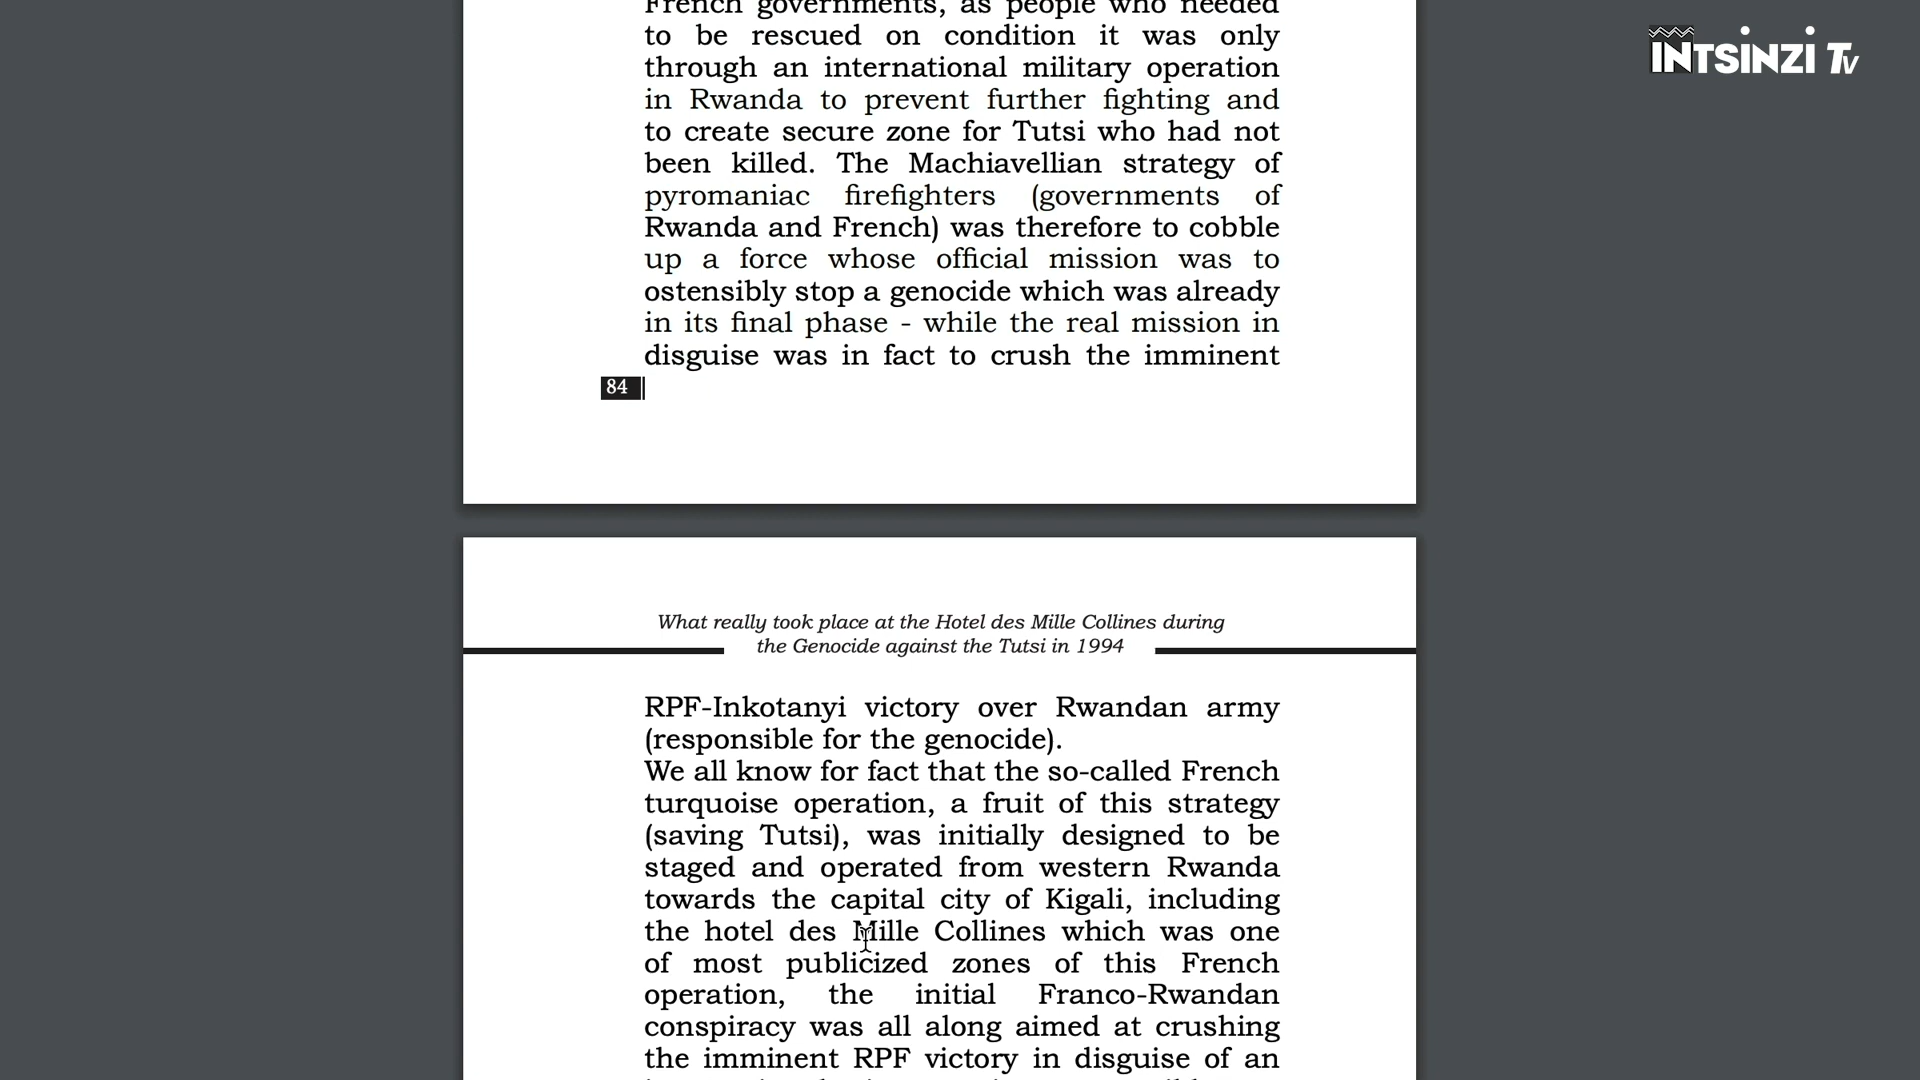 French governments, as people who needed
to be rescued on condition it was only
through an international military operation
in Rwanda to prevent further fighting and
to create secure zone for Tutsi who had not
been killed. The Machiavellian strategy of
pyromaniac firefighters (governments of
Rwanda and French) was therefore to cobble
up a force whose official mission was to
ostensibly stop a genocide which was already
in its final phase - while the real mission in
disguise was in fact to crush the imminent
84
What really took place at the Hotel des Mille Collines during
the Genocide against the Tutsi in 1994
RPF-Inkotanyi victory over Rwandan army
(responsible for the genocide).
We all know for fact that the so-called French
turquoise operation, a fruit of this strategy
(saving Tutsi), was initially designed to be
staged and operated from western Rwanda
towards the capital city of Kigali, including
the hotel des Mille Collines which was one
of most publicized zones of this French
operation, the initial Franco-Rwandan
conspiracy was all along aimed at crushing
the imminent RPF victory in disguise of an
INTSINZI Tv